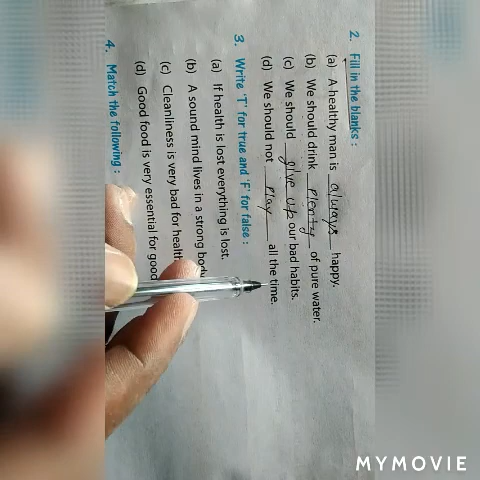 2. Fill in the blanks :
(a) A healthy man is always happy.
(b) We should drink plenty of pure water.
(c) We should give up our bad habits.
(d) We should not play all the time.
3. Write 'T' for true and 'F' for false :
(a) If health is lost everything is lost.
(b) A sound mind lives in a strong body
(c) Cleanliness is very bad for health
(d) Good food is very essential for good
4. Match the following :
MYMOVIE